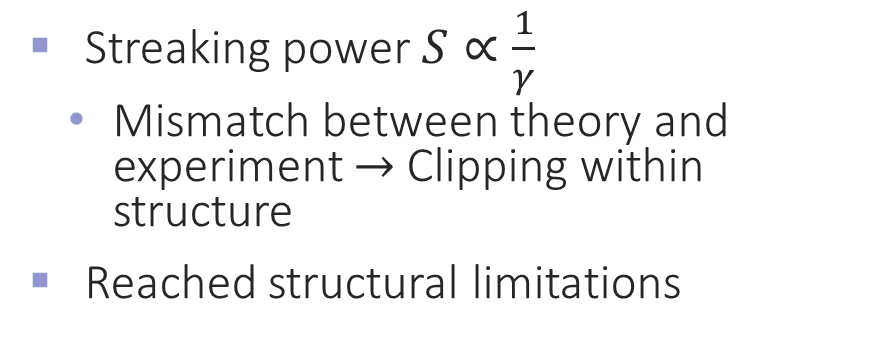 ▪ Streaking power S ∝ 1/γ
• Mismatch between theory and
experiment → Clipping within
structure
▪ Reached structural limitations